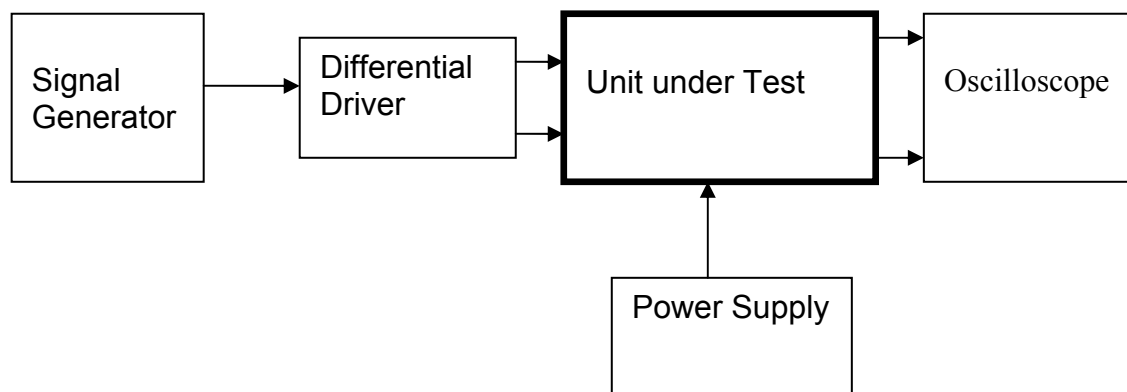 Signal
Generator
Differential
Driver
Unit under Test
Oscilloscope
Power Supply